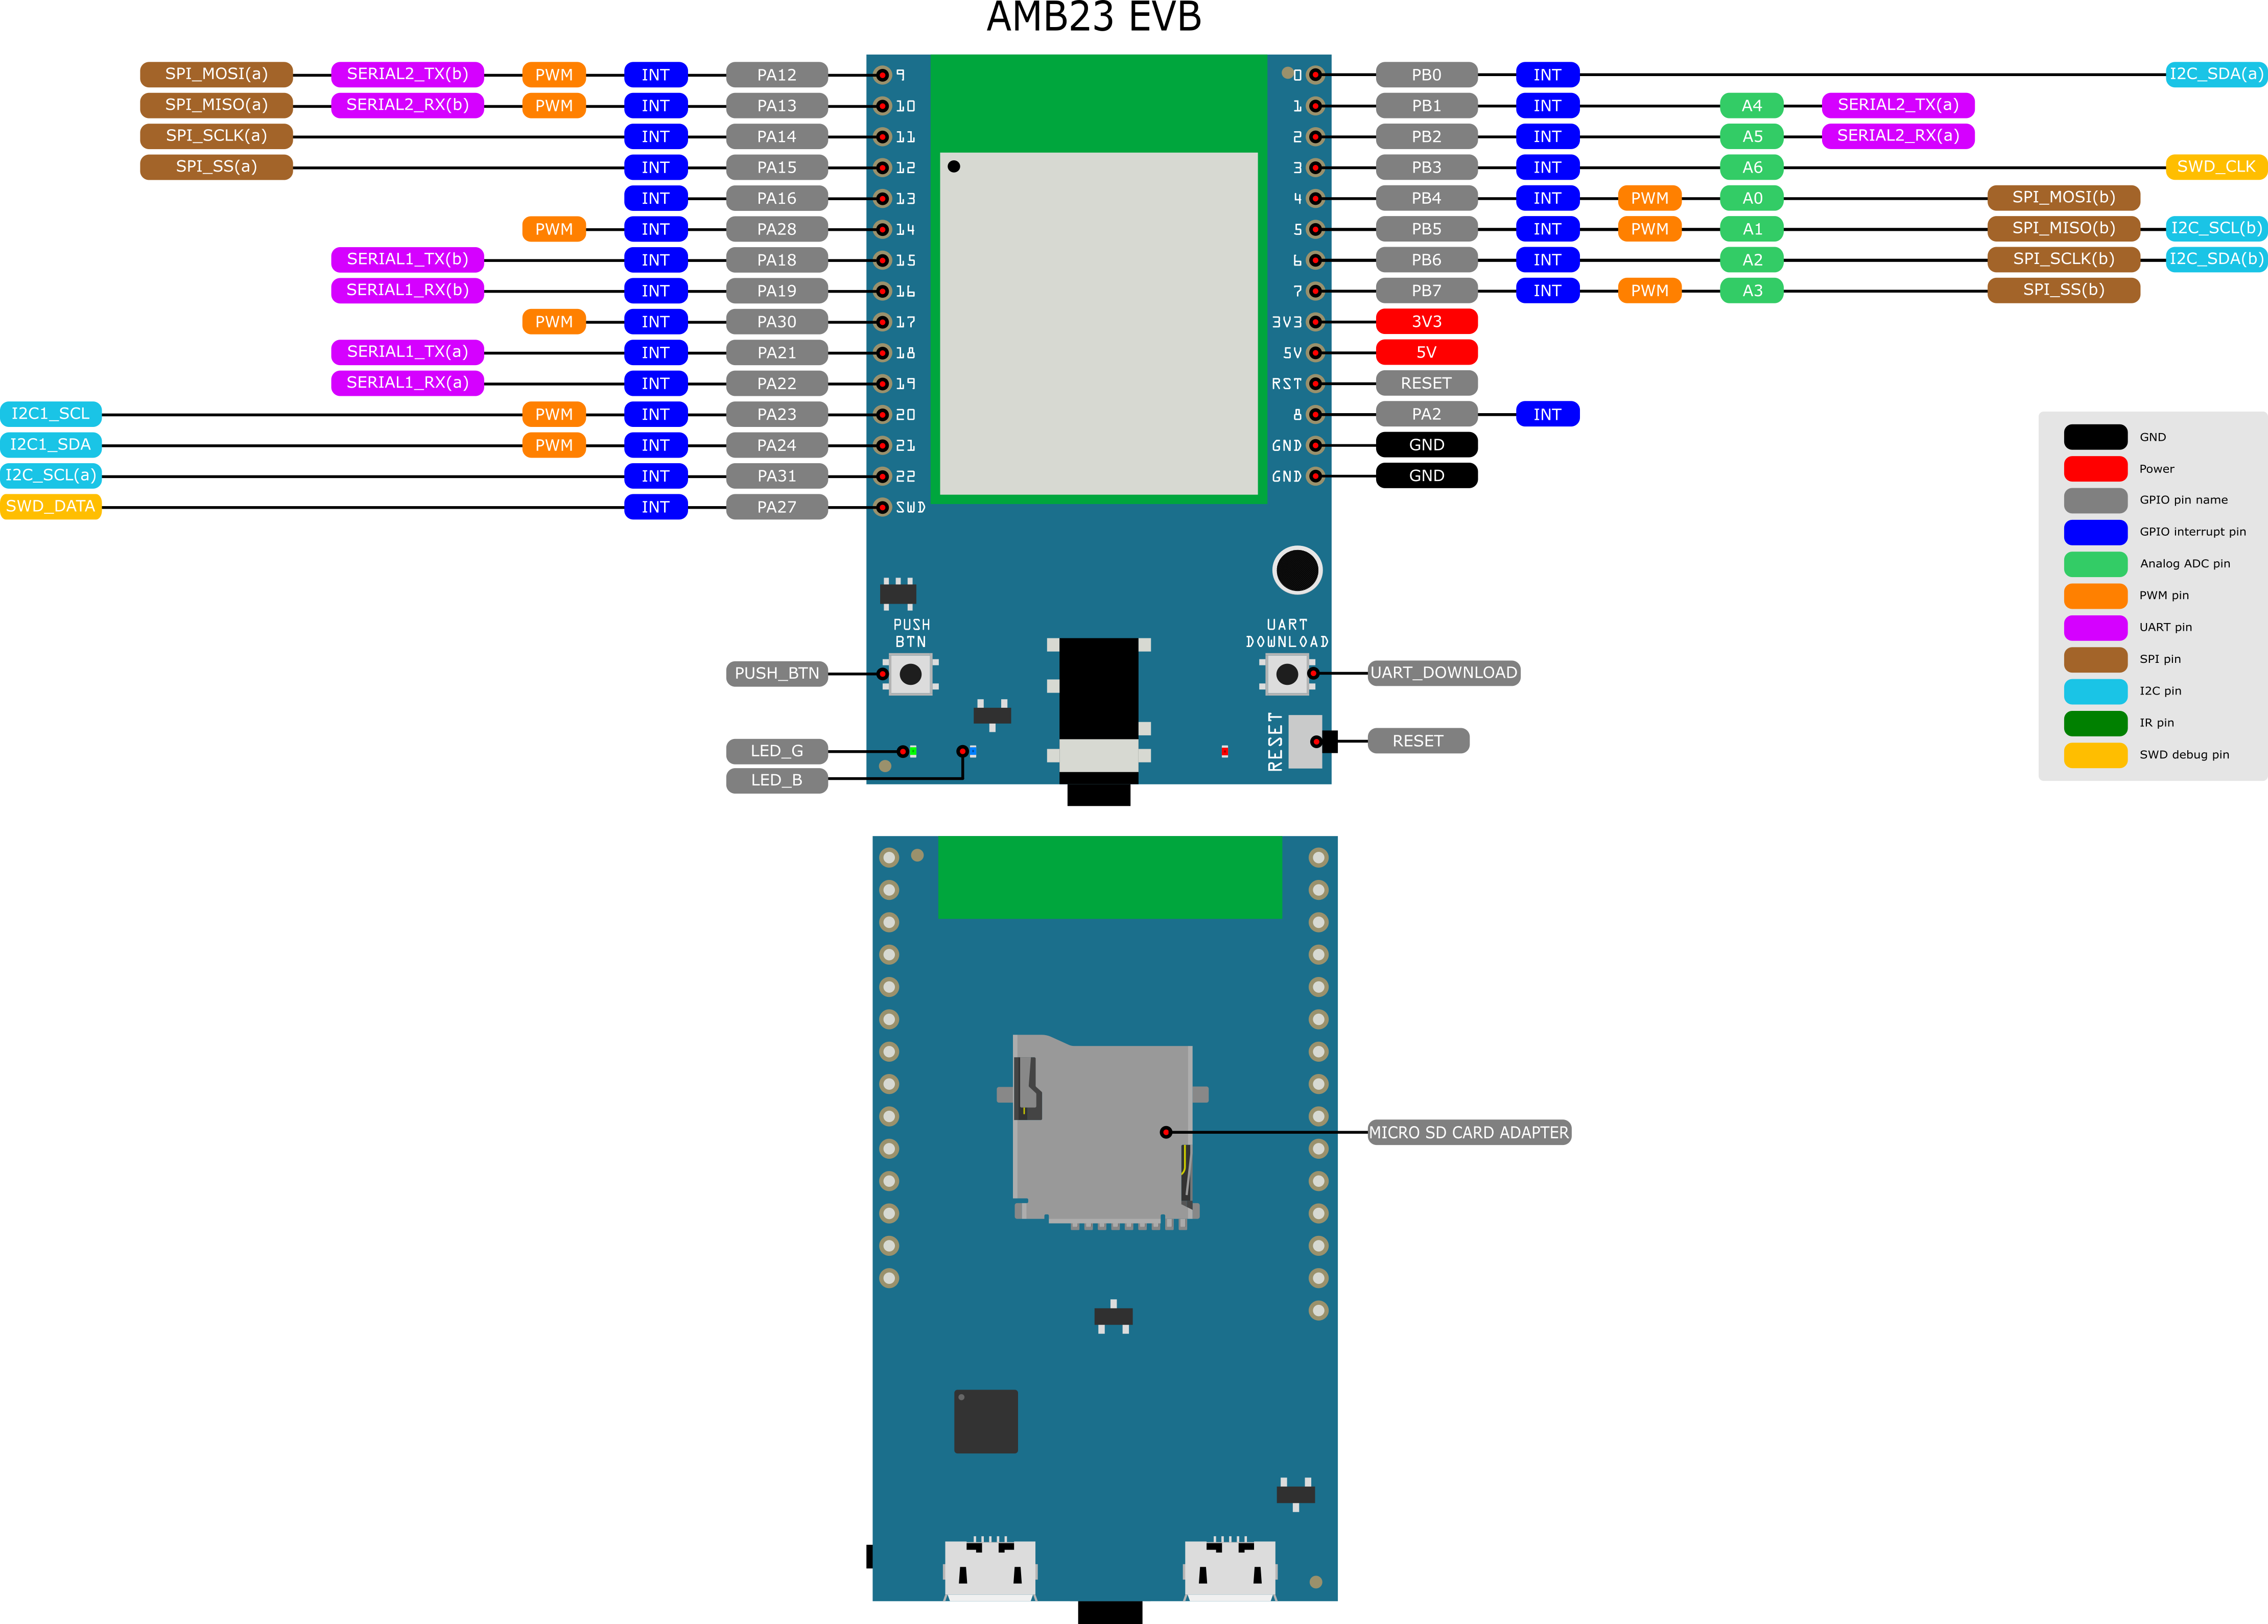 AMB23 EVB
SPI_MOSI(a) SERIAL2_TX(b) PWM INT PA12 9 0 PB0 INT I2C_SDA(a)
SPI_MISO(a) SERIAL2_RX(b) PWM INT PA13 10 1 PB1 INT A4 SERIAL2_TX(a)
SPI_SCLK(a) INT PA14 11 2 PB2 INT A5 SERIAL2_RX(a)
SPI_SS(a) INT PA15 12 3 PB3 INT A6 SWD_CLK
INT PA16 13 4 PB4 INT PWM A0 SPI_MOSI(b)
PWM INT PA28 14 5 PB5 INT PWM A1 SPI_MISO(b) I2C_SCL(b)
SERIAL1_TX(b) INT PA18 15 6 PB6 INT A2 SPI_SCLK(b) I2C_SDA(b)
SERIAL1_RX(b) INT PA19 16 7 PB7 INT PWM A3 SPI_SS(b)
PWM INT PA30 17 3V3 3V3
SERIAL1_TX(a) INT PA21 18 5V 5V
SERIAL1_RX(a) INT PA22 19 RST RESET
I2C1_SCL PWM INT PA23 20 8 PA2 INT
I2C1_SDA PWM INT PA24 21 GND GND
I2C_SCL(a) INT PA31 22 GND GND
SWD_DATA INT PA27 SWD
PUSH
BTN
UART
DOWNLOAD
PUSH_BTN
UART_DOWNLOAD
RESET
RESET
LED_G
LED_B
GND
Power
GPIO pin name
GPIO interrupt pin
Analog ADC pin
PWM pin
UART pin
SPI pin
I2C pin
IR pin
SWD debug pin
MICRO SD CARD ADAPTER